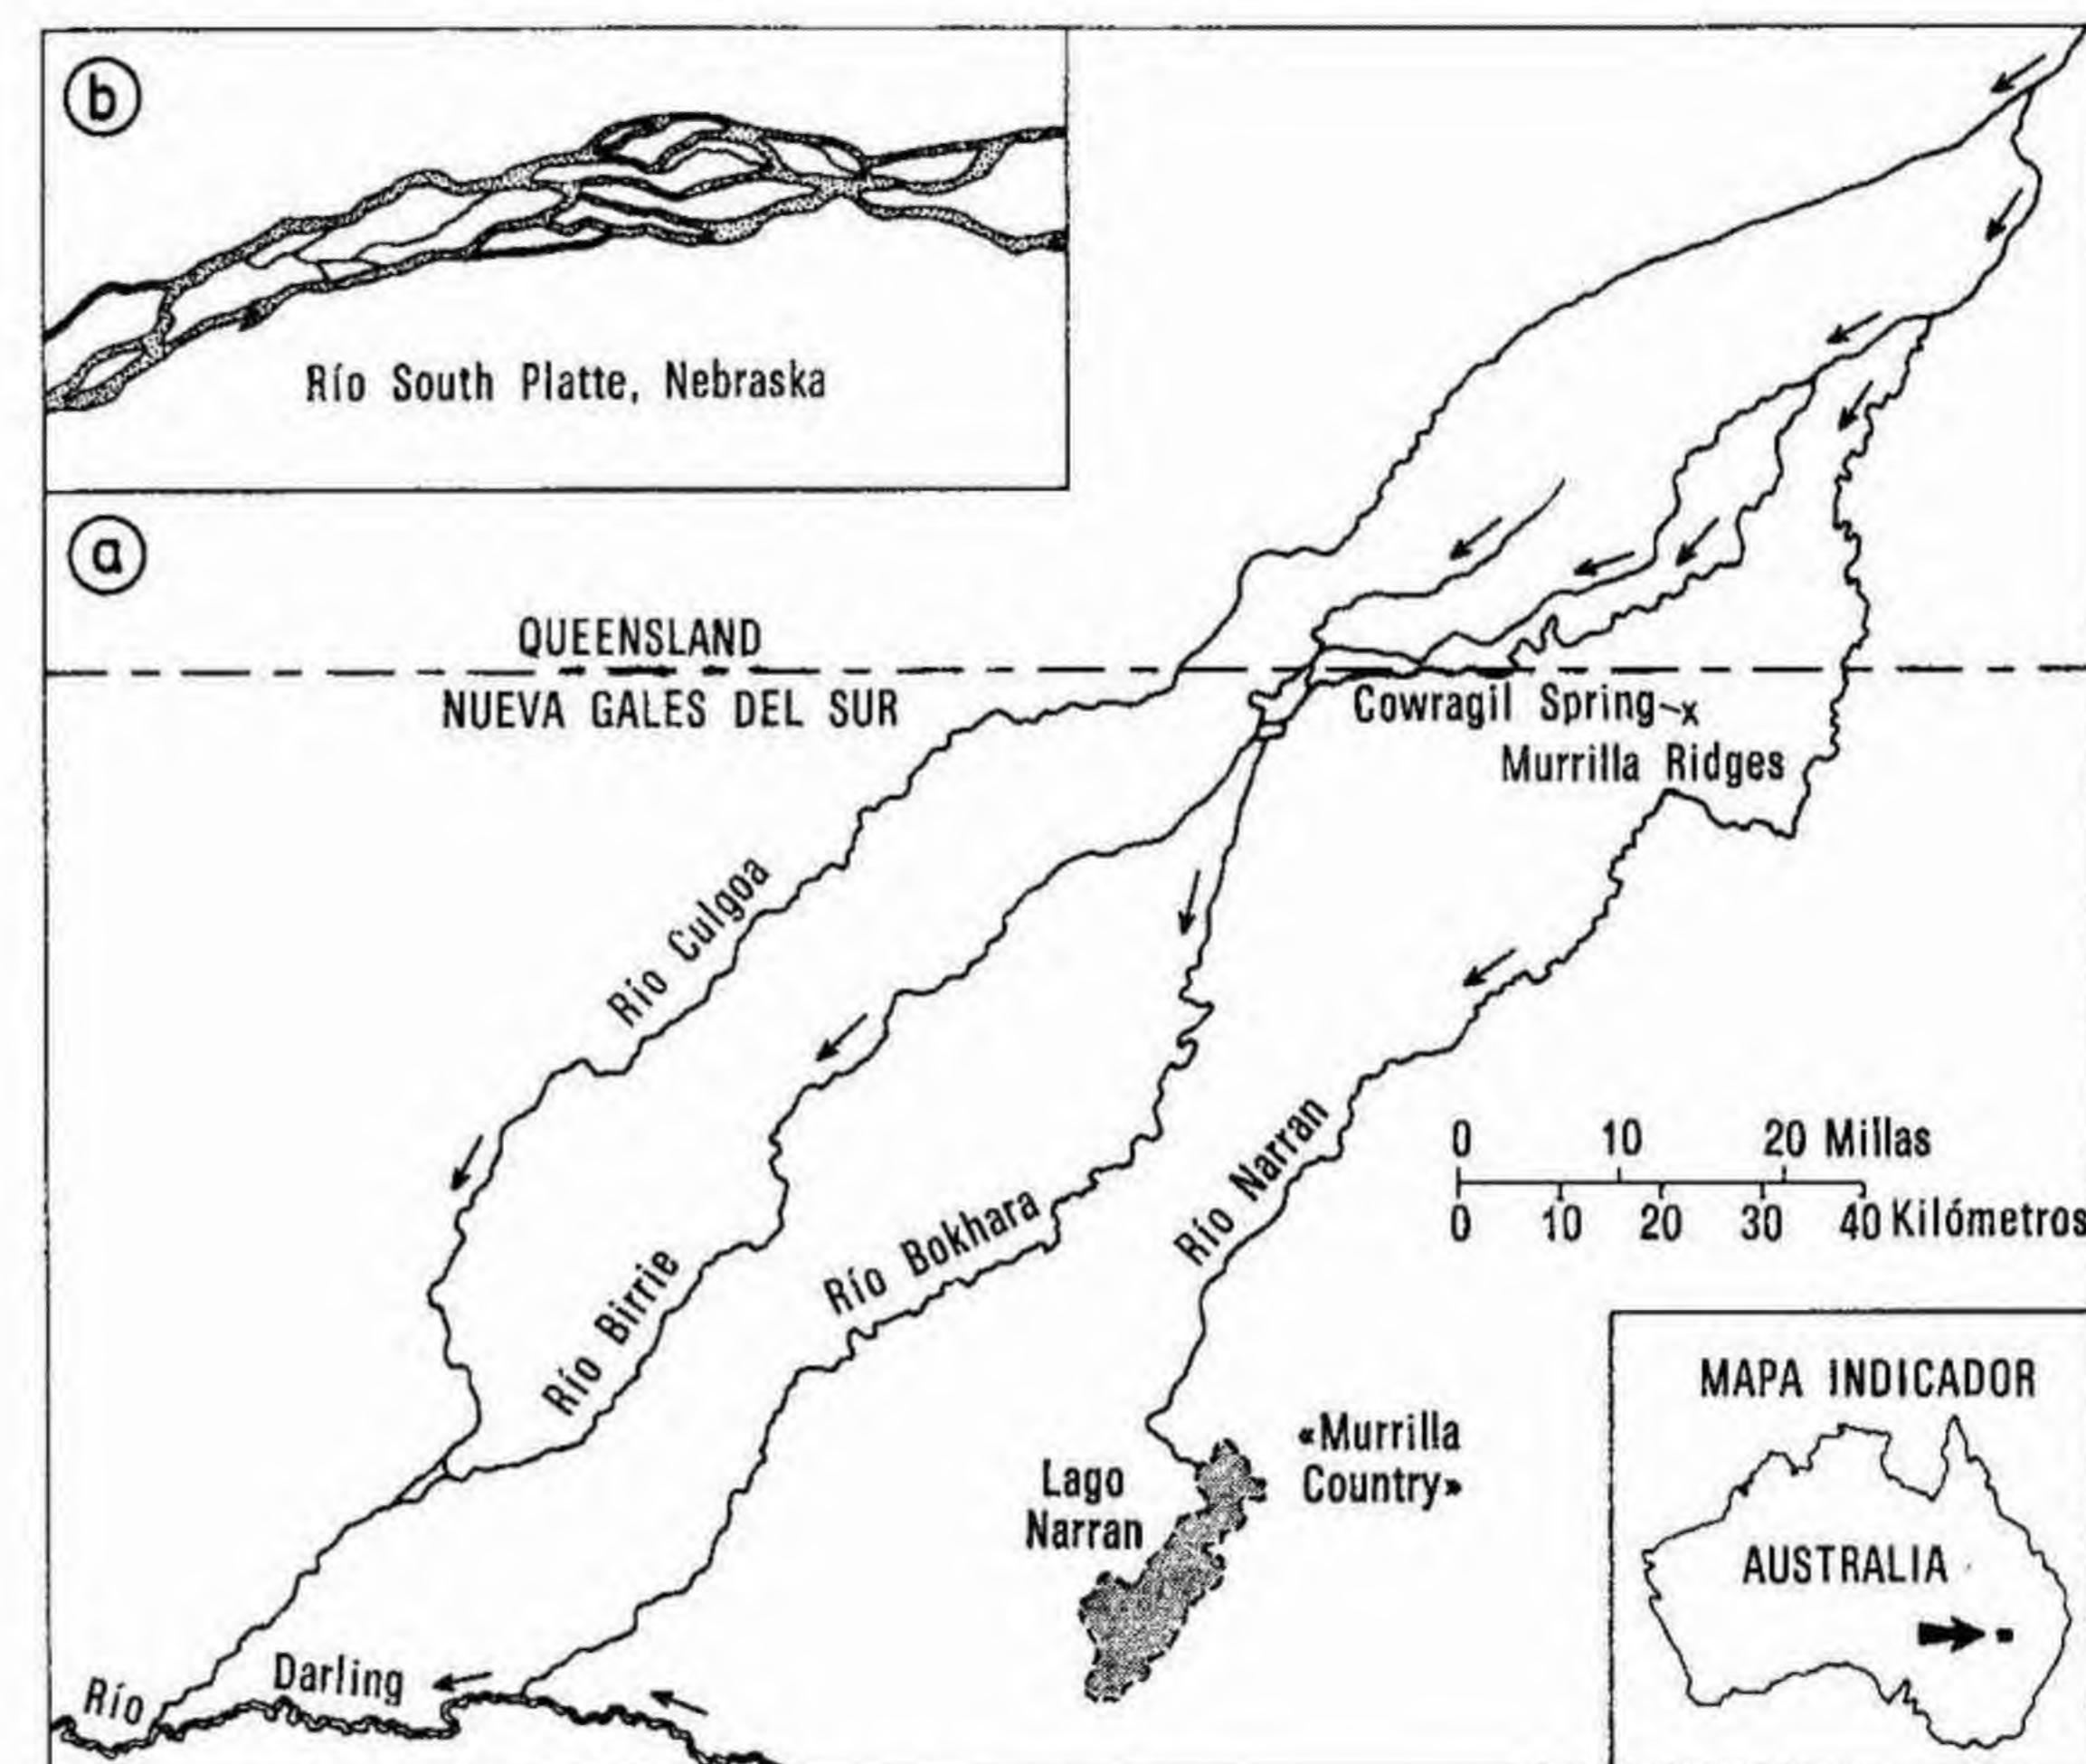 b
Río South Platte, Nebraska
a
QUEENSLAND
NUEVA GALES DEL SUR
Cowragil Spring-x
Murrilla Ridges
Río Culgoa
Río Birrie
Río Bokhara
Río Narran
0 10 20 Millas
0 10 20 30 40 Kilómetros
«Murrilla
Country»
Lago
Narran
MAPA INDICADOR
AUSTRALIA
Río Darling